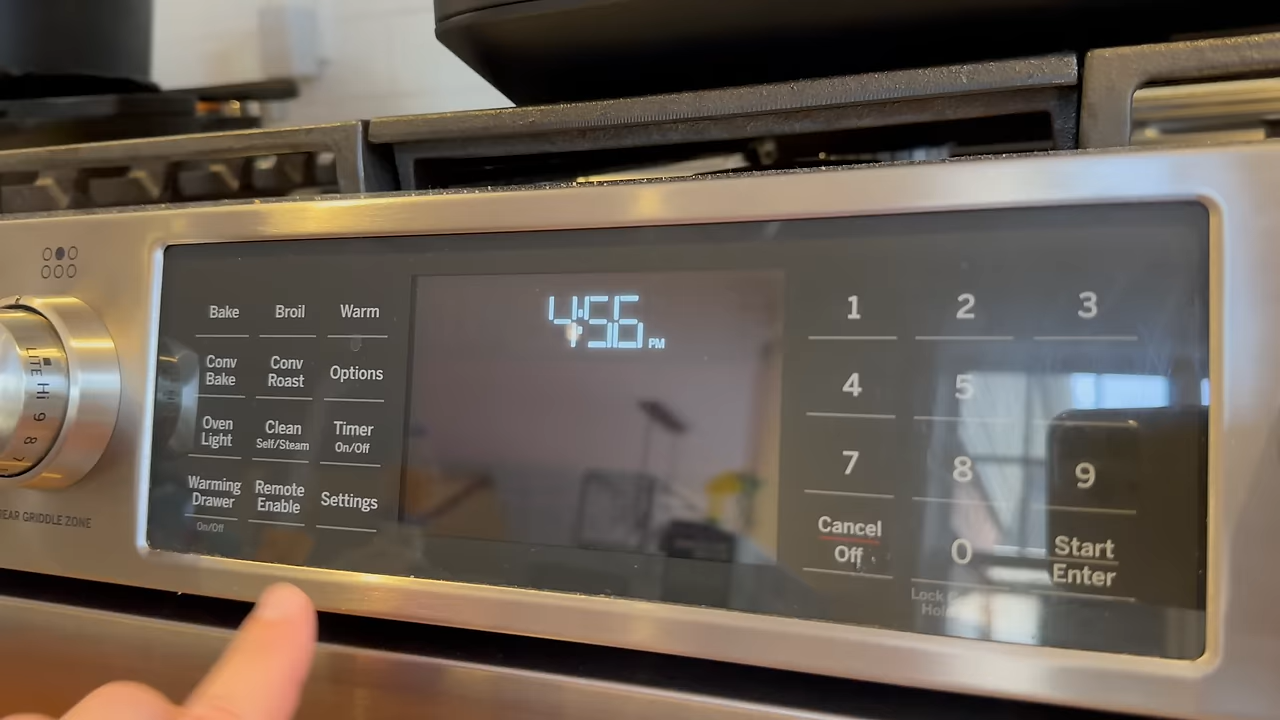 LITE Hi 9 8 7
REAR GRIDDLE ZONE
Bake Broil Warm
Conv Bake
Conv Roast
Options
Oven Light
Clean
Self/Steam
Timer
On/Off
Warming Drawer
On/Off
Remote Enable
Settings
4:56 PM
1 2 3
4 5
7 8 9
Cancel
Off
0
Start
Enter
Lock